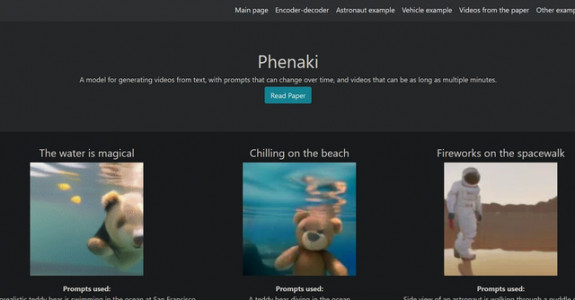 Main page Encoder-decoder Astronaut example Vehicle example Videos from the paper Other
Phenaki
A model for generating videos from text, with prompts that can change over time, and videos that can be as long as multiple minutes.
Read Paper
The water is magical
Chilling on the beach
Fireworks on the spacewalk
Prompts used:
Prompts used:
Prompts used:
teddy bear is swimming in the ocean at San Francisco
A teddy bear diving in the ocean
Side view of an astronaut is walking through a puddle